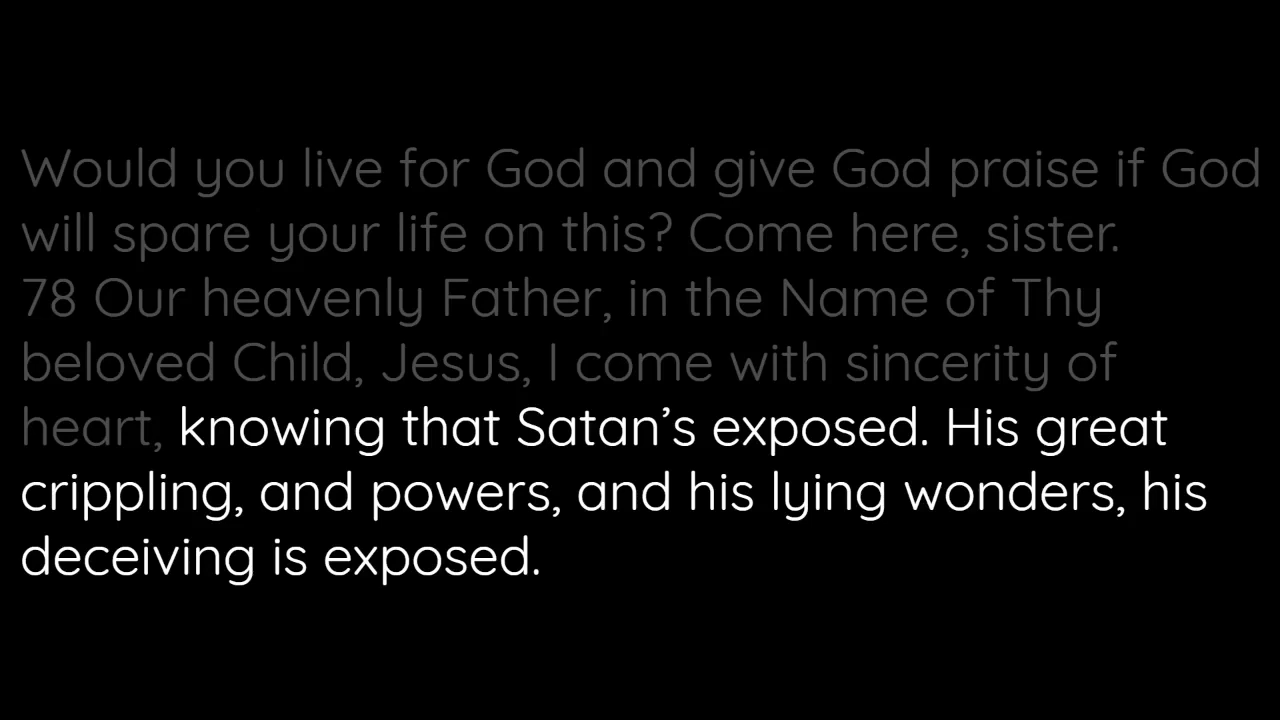 Would you live for God and give God praise if God
will spare your life on this? Come here, sister.
78 Our heavenly Father, in the Name of Thy
beloved Child, Jesus, I come with sincerity of
heart, knowing that Satan’s exposed. His great
crippling, and powers, and his lying wonders, his
deceiving is exposed.